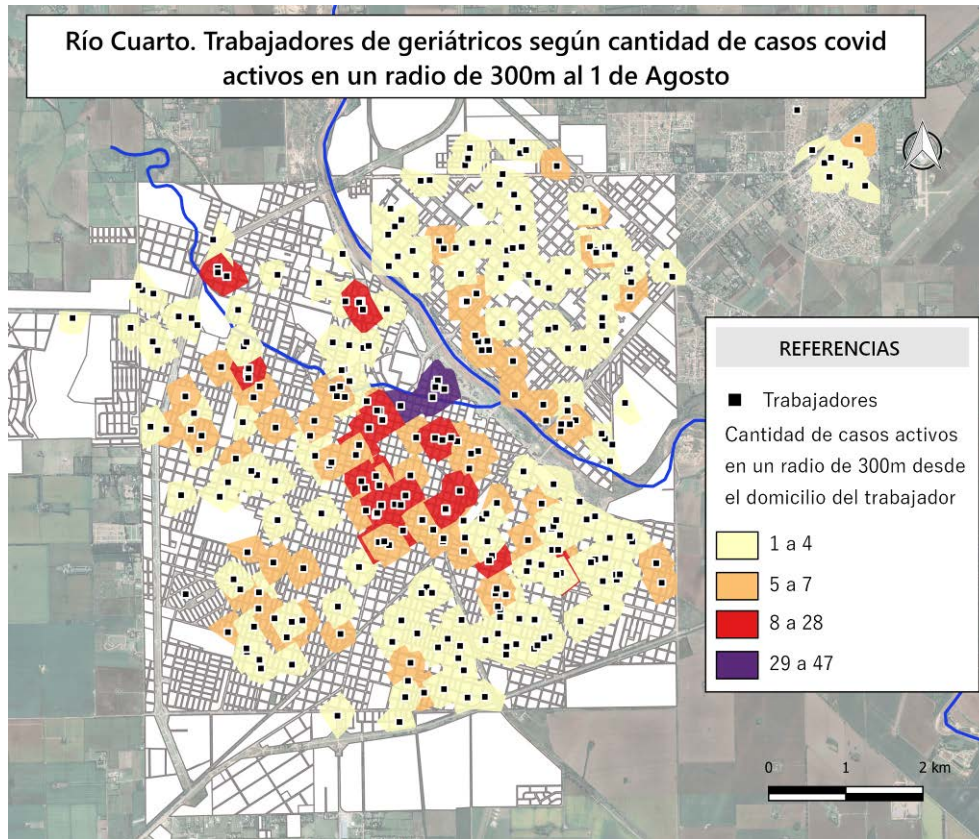 Río Cuarto. Trabajadores de geriátricos según cantidad de casos covid
activos en un radio de 300m al 1 de Agosto
REFERENCIAS
Trabajadores
Cantidad de casos activos
en un radio de 300m desde
el domicilio del trabajador
1 a 4
5 a 7
8 a 28
29 a 47
0 1 2 km